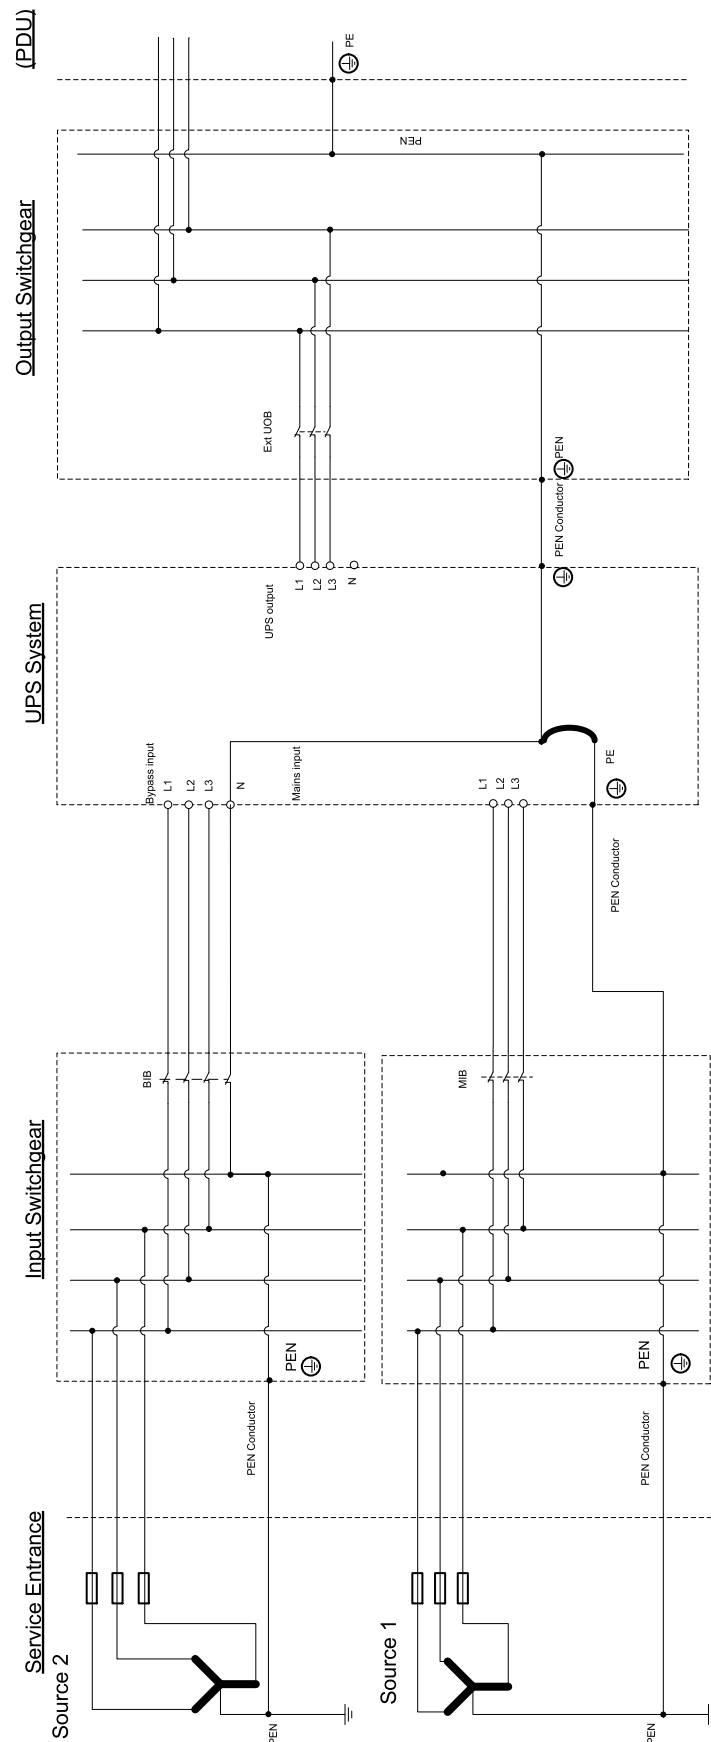 (PDU)
PE
PEN
Output Switchgear
Ext UOB
PEN
PEN Conductor
L1
L2
L3
N
UPS output
UPS System
Bypass input
L1
L2
L3
N
Mains input
L1
L2
L3
PE
PEN Conductor
BIB
MIB
Input Switchgear
PEN
PEN
PEN Conductor
PEN Conductor
Service Entrance
Source 2
Source 1
PEN
PEN